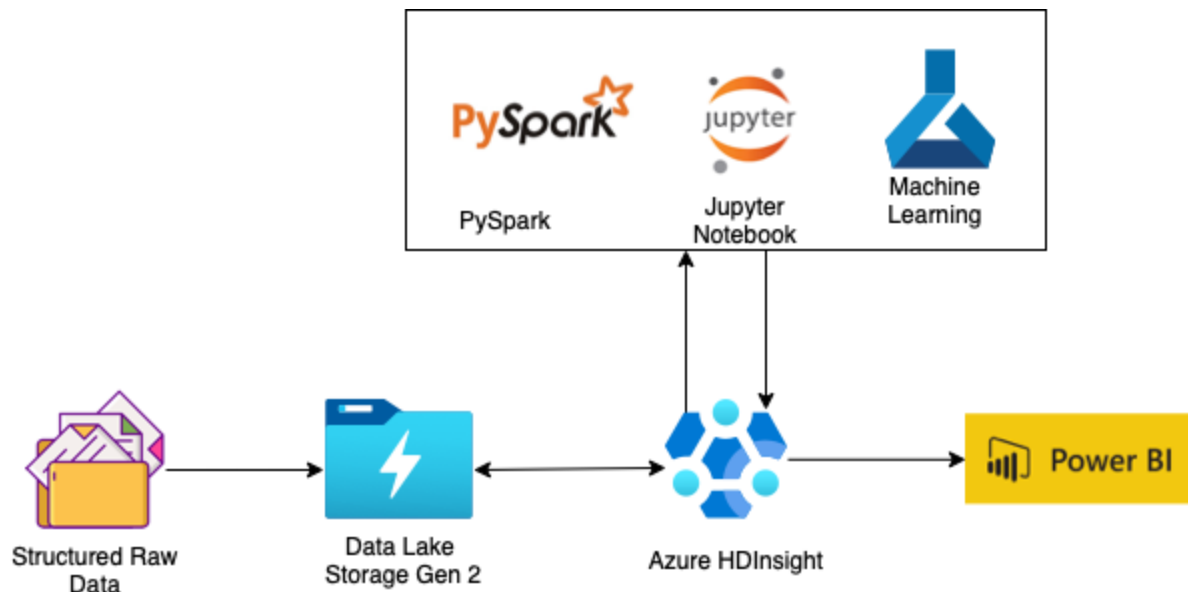 PySpark
jupyter
PySpark
Jupyter
Notebook
Machine
Learning
Structured Raw
Data
Data Lake
Storage Gen 2
Azure HDInsight
Power BI